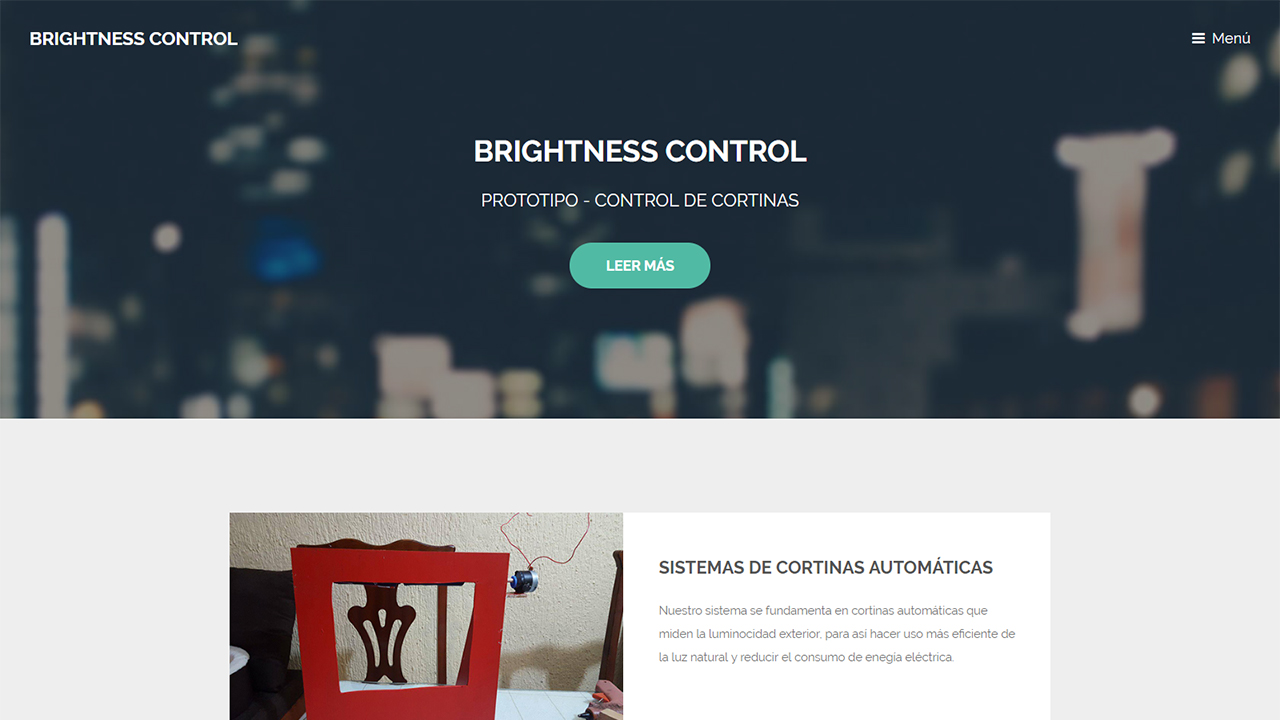 BRIGHTNESS CONTROL
Menú
BRIGHTNESS CONTROL
PROTOTIPO - CONTROL DE CORTINAS
LEER MÁS
SISTEMAS DE CORTINAS AUTOMÁTICAS
Nuestro sistema se fundamenta en cortinas automáticas que
miden la luminocidad exterior, para así hacer uso más eficiente de
la luz natural y reducir el consumo de enegía eléctrica.